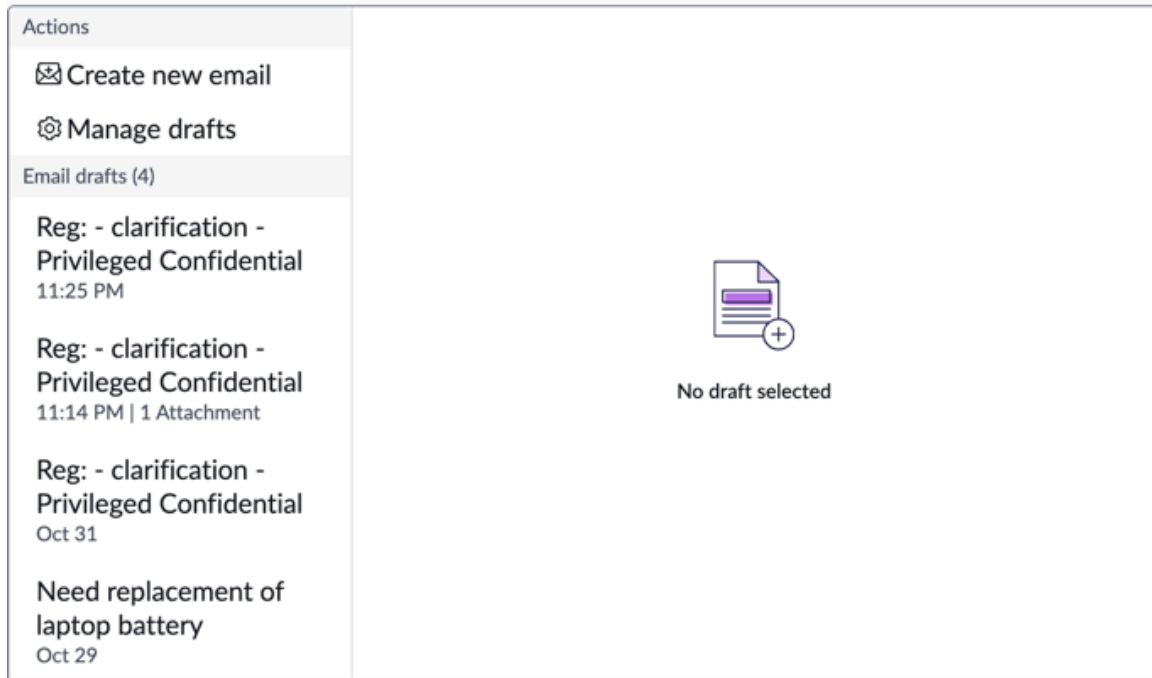 Actions
Create new email
Manage drafts
Email drafts (4)
Reg: - clarification -
Privileged Confidential
11:25 PM
Reg: - clarification -
Privileged Confidential
11:14 PM | 1 Attachment
Reg: - clarification -
Privileged Confidential
Oct 31
Need replacement of
laptop battery
Oct 29
No draft selected